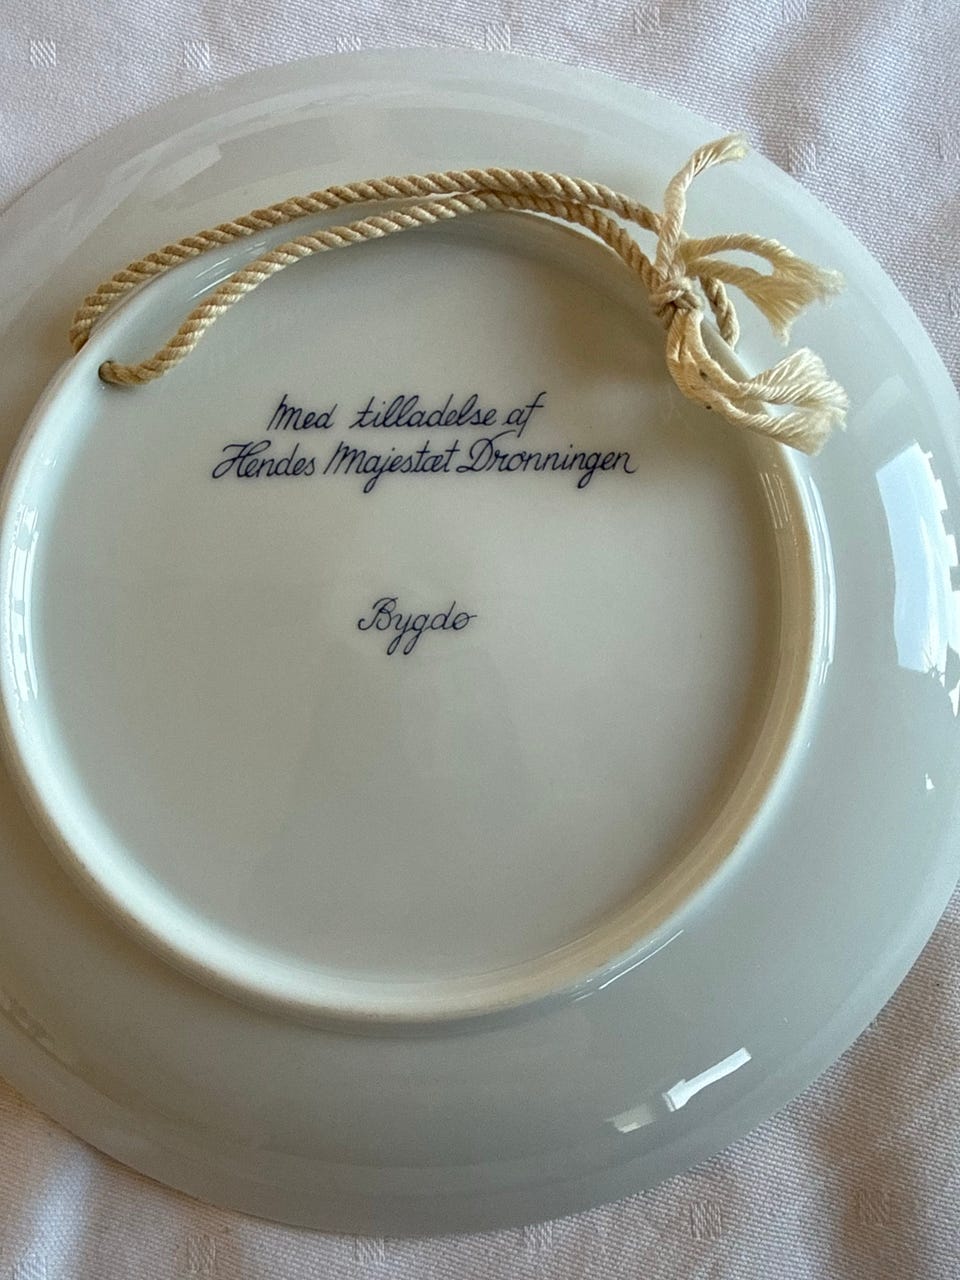 Med tilladelse af
Hendes Majestæt Dronningen
Bygdø